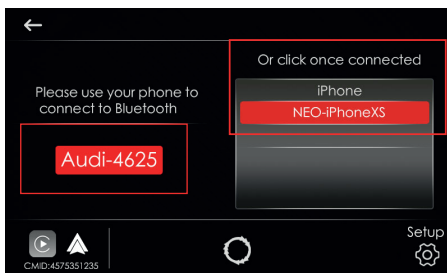 Please use your phone to
connect to Bluetooth
Audi-4625
Or click once connected
iPhone
NEO-iPhoneXS
CMID:4575351235
Setup